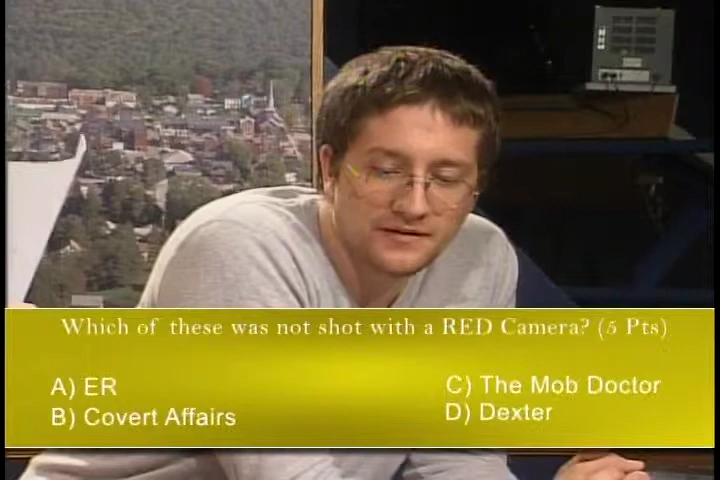 Which of these was not shot with a RED Camera? (5 Pts)
A) ER
B) Covert Affairs
C) The Mob Doctor
D) Dexter